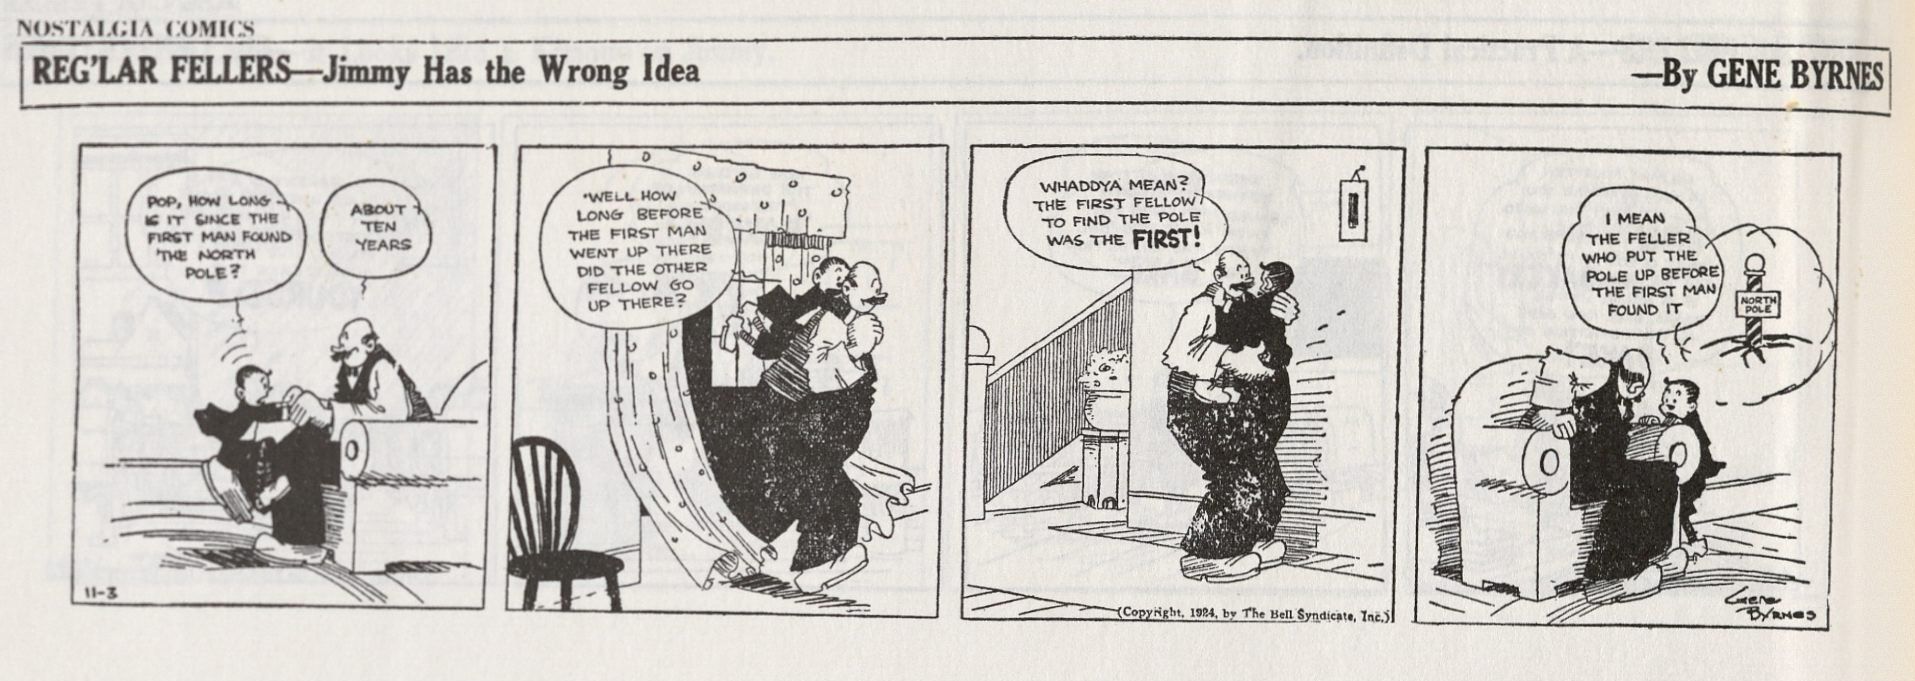 NOSTALGIA COMICS
REG'LAR FELLERS—Jimmy Has the Wrong Idea
—By GENE BYRNES
POP, HOW LONG
IS IT SINCE THE
FIRST MAN FOUND
THE NORTH
POLE?
ABOUT
TEN
YEARS
11-3
WELL HOW
LONG BEFORE
THE FIRST MAN
WENT UP THERE
DID THE OTHER
FELLOW GO
UP THERE?
WHADDYA MEAN?
THE FIRST FELLOW
TO FIND THE POLE
WAS THE FIRST!
(Copyright, 1924, by The Bell Syndicate, Inc.)
I MEAN
THE FELLER
WHO PUT THE
POLE UP BEFORE
THE FIRST MAN
FOUND IT
NORTH
POLE
GENE
BYRNES